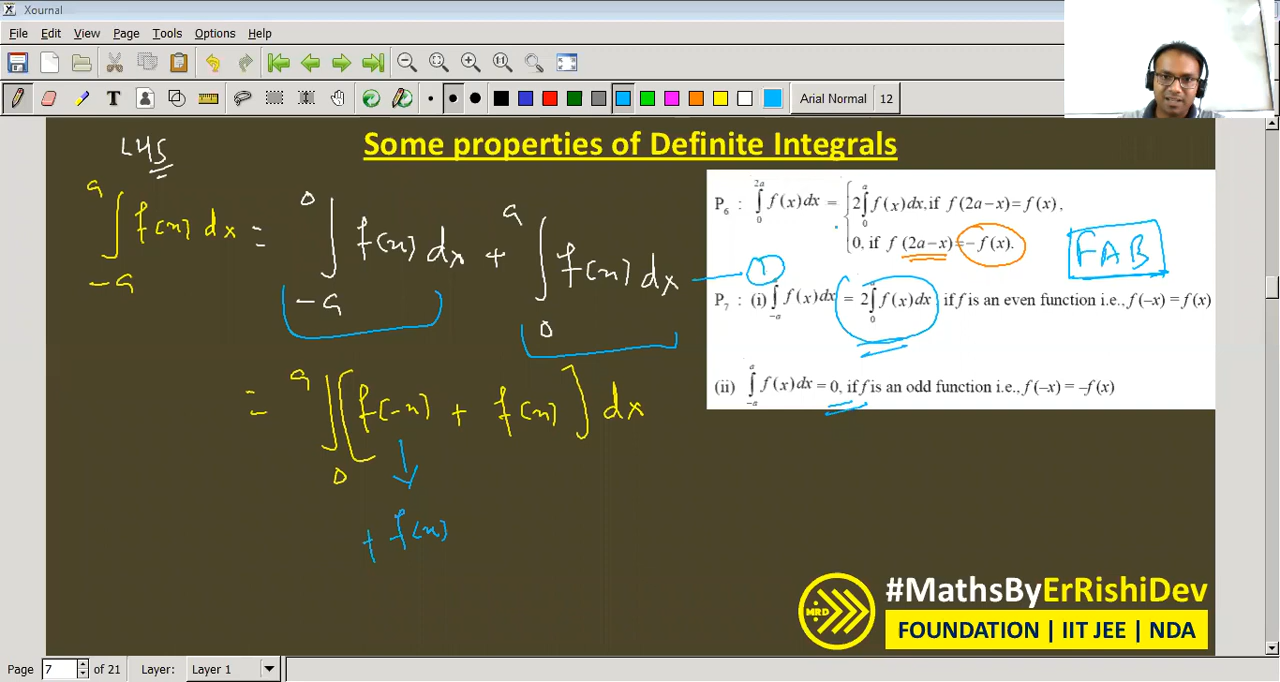 Xournal
File Edit View Page Tools Options Help
Arial Normal 12
Some properties of Definite Integrals
LHS
∫_{-a}^{a} f(x) dx = ∫_{-a}^{0} f(x) dx + ∫_{0}^{a} f(x) dx — ①
= ∫_{0}^{a} [f(-x) + f(x)] dx
+ f(x)
P₆ : ∫_{0}^{2a} f(x) dx = { 2∫_{0}^{a} f(x) dx, if f(2a–x) = f(x),
0, if f (2a–x) = – f(x).
FAB
P₇ : (i) ∫_{-a}^{a} f(x) dx = 2∫_{0}^{a} f(x) dx if f is an even function i.e., f(–x) = f(x)
(ii) ∫_{-a}^{a} f(x) dx = 0, if f is an odd function i.e., f(–x) = –f(x)
MRD
#MathsByErRishiDev
FOUNDATION | IIT JEE | NDA
Page 7 of 21 Layer: Layer 1